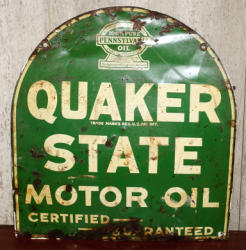 100% PURE
PENNSYLVANIA
OIL
QUAKER
TRADE MARKS REG. U.S. PAT. OFF.
STATE
MOTOR OIL
CERTIFIED
GUARANTEED